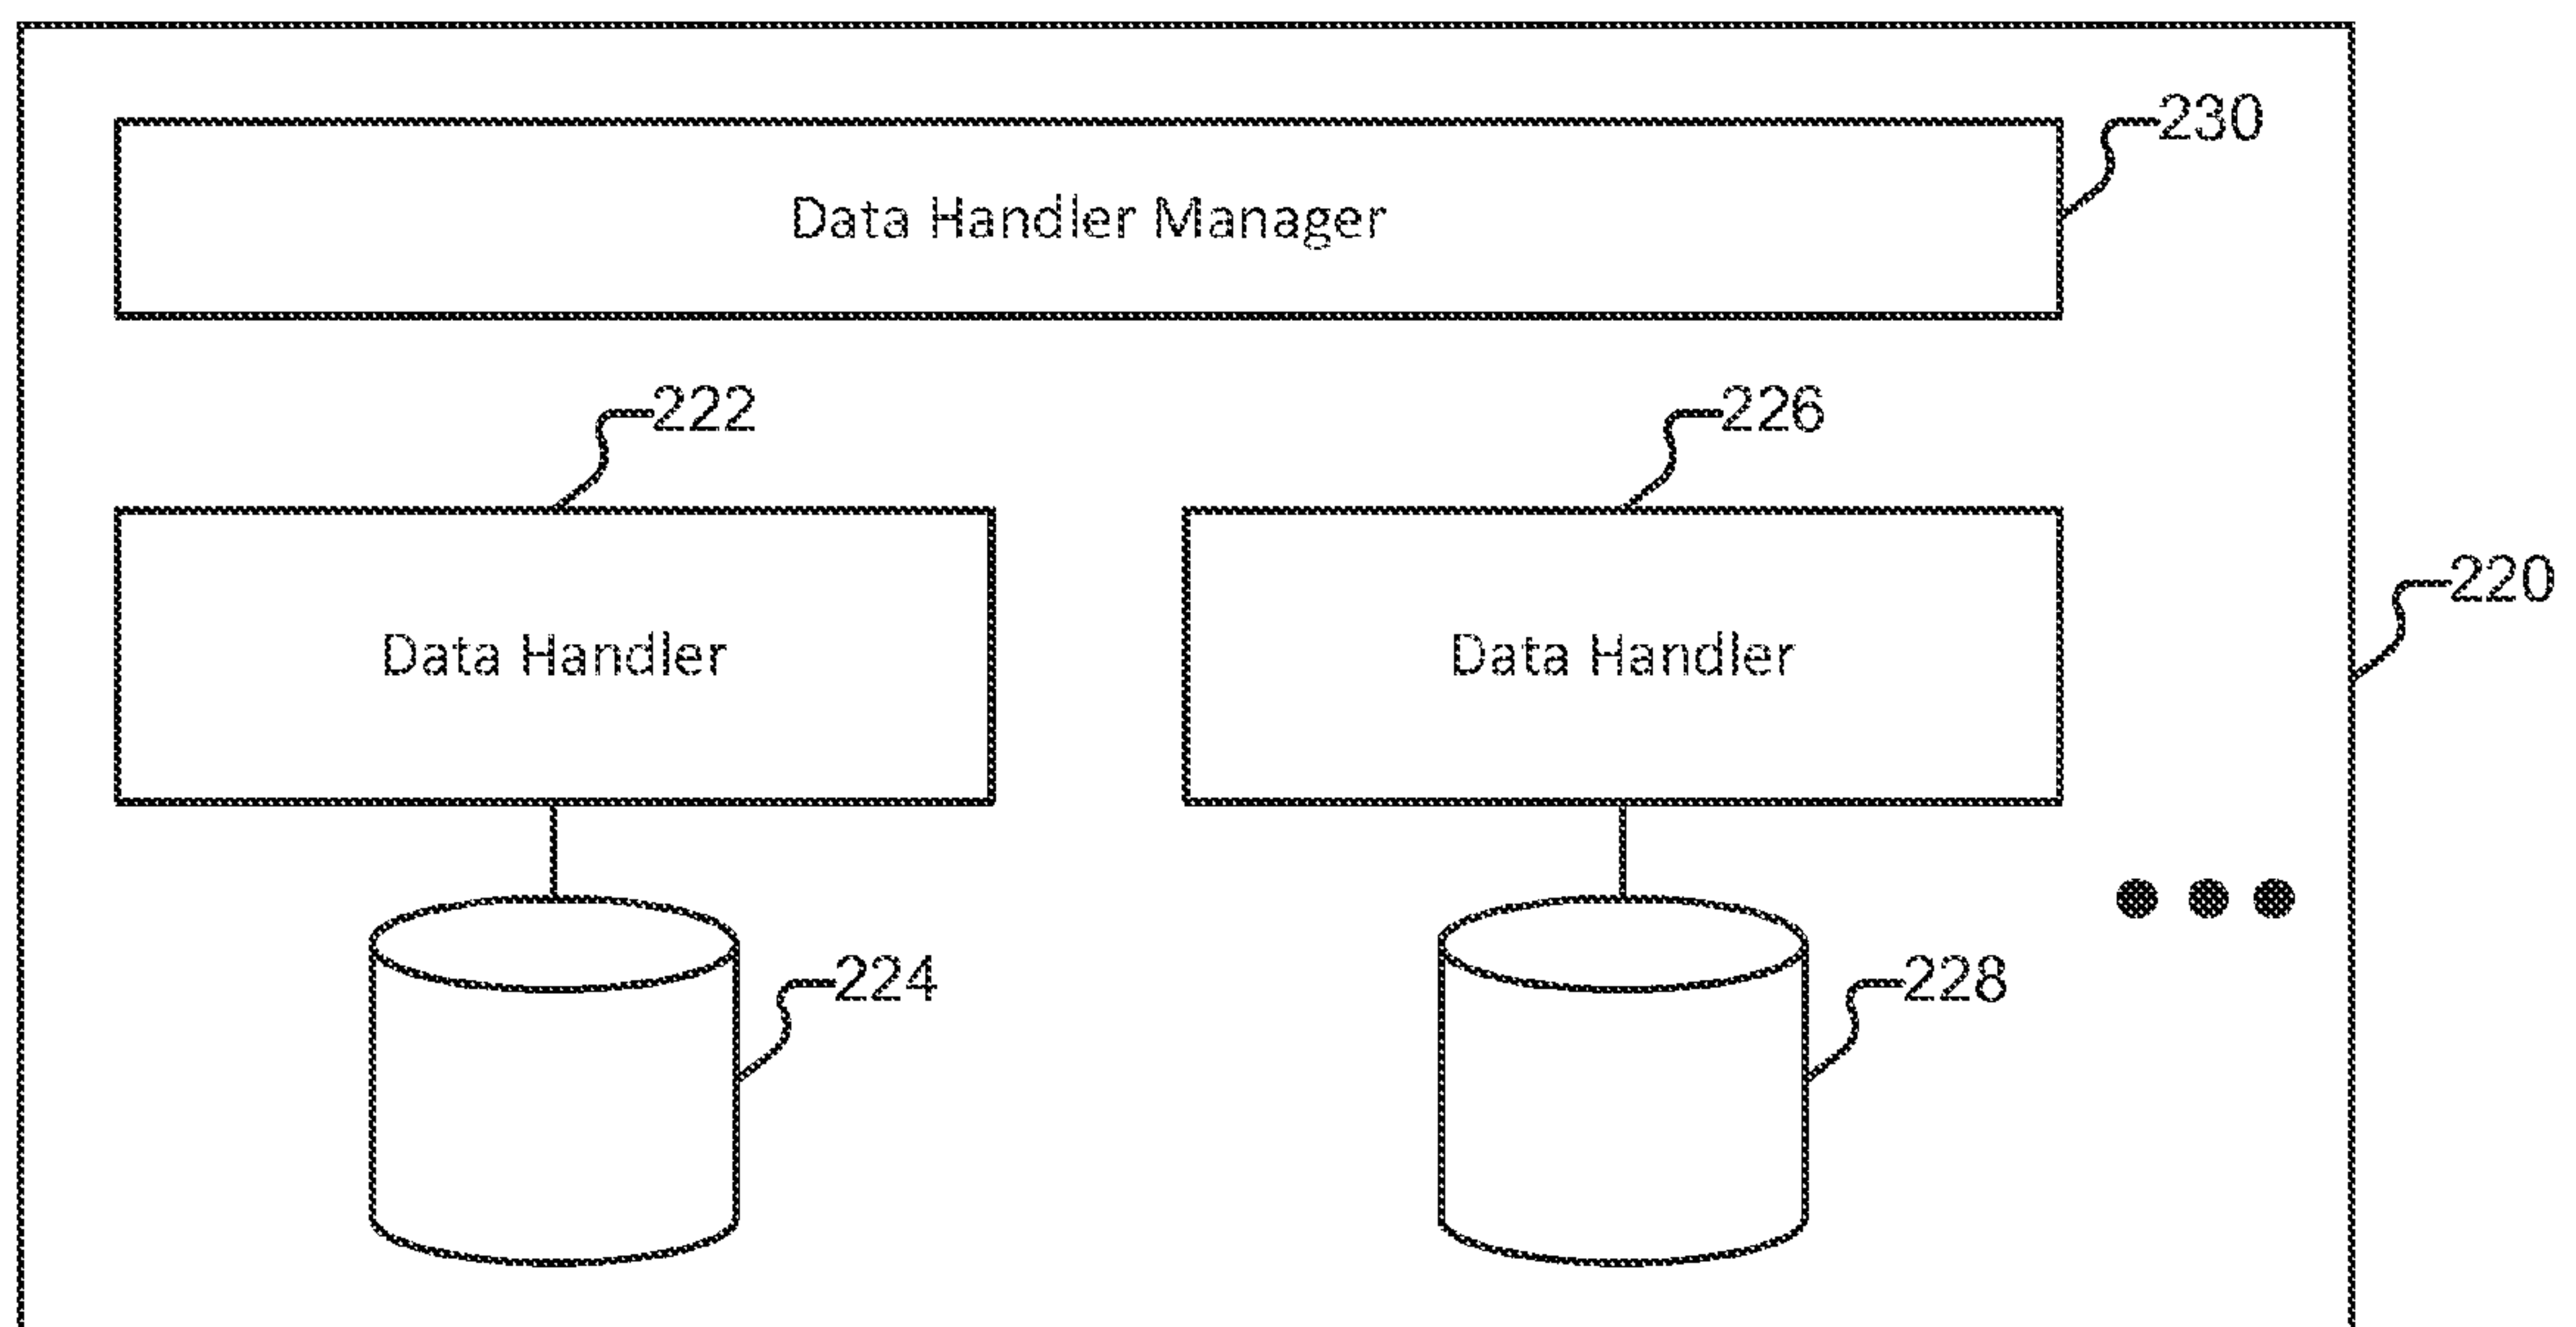 230
Data Handler Manager
222
226
220
Data Handler
Data Handler
224
228